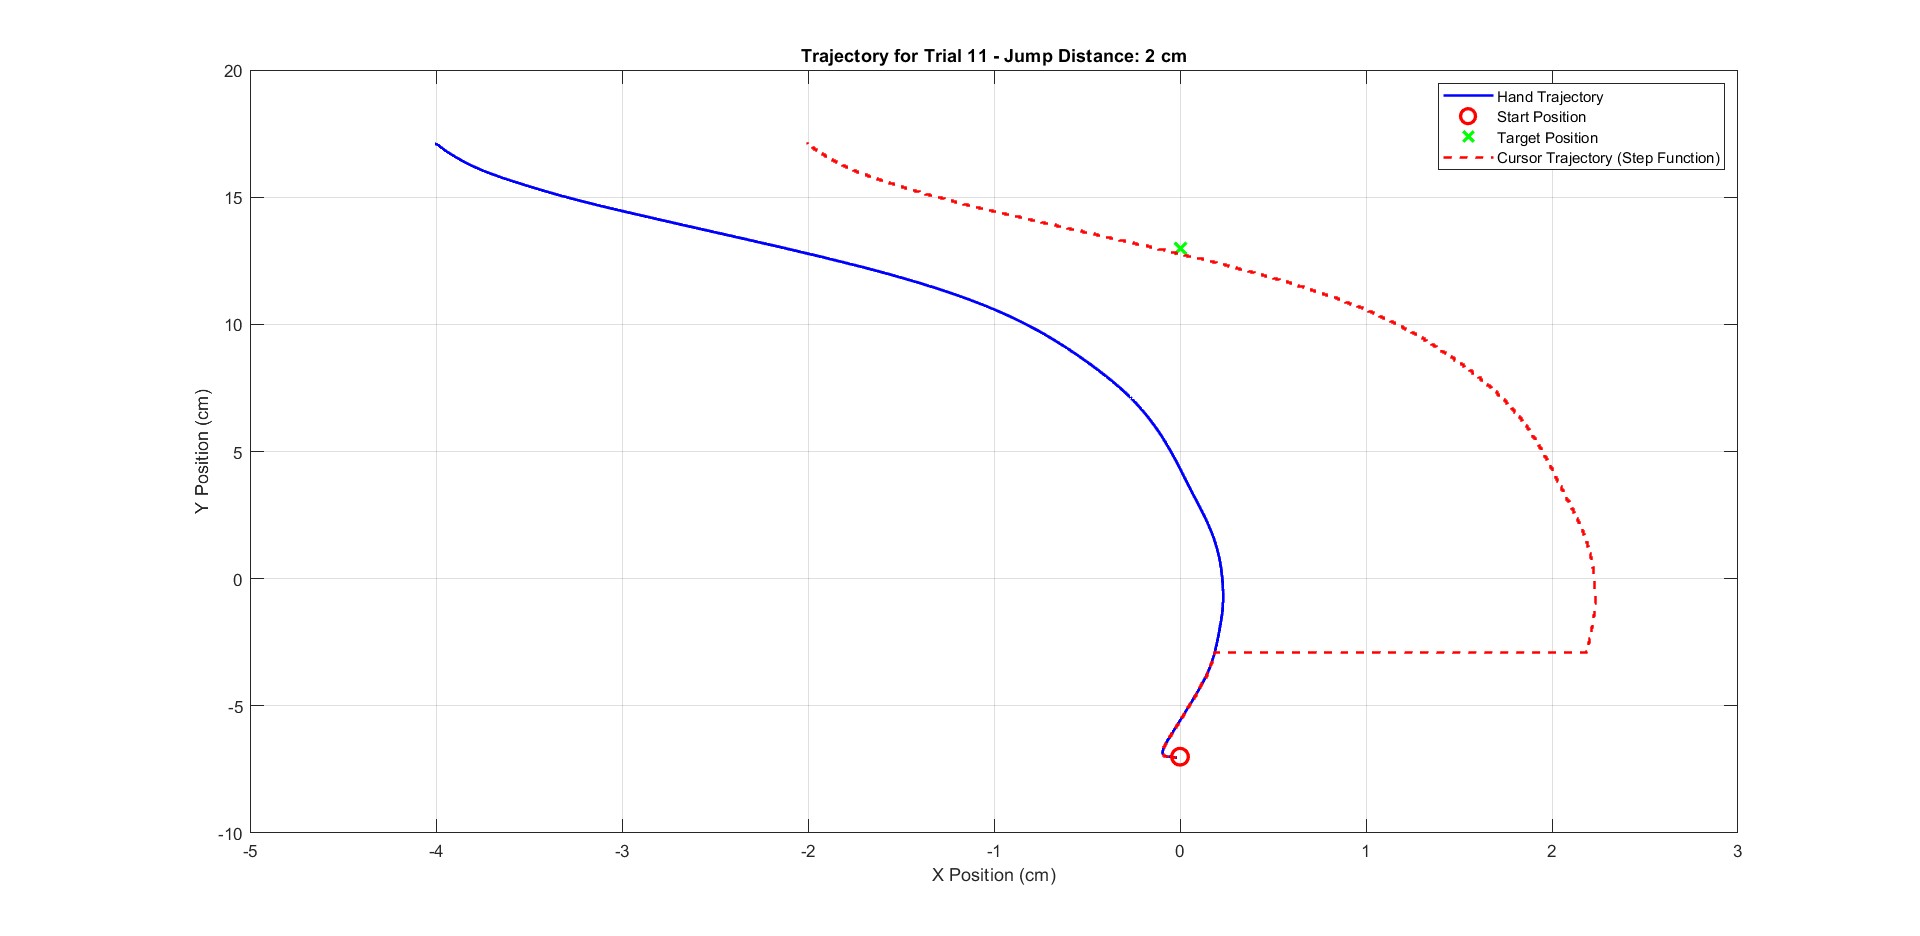 Trajectory for Trial 11 - Jump Distance: 2 cm
Hand Trajectory
Start Position
Target Position
Cursor Trajectory (Step Function)
Y Position (cm)
20
15
10
5
0
-5
-10
-5
-4
-3
-2
-1
0
1
2
3
X Position (cm)